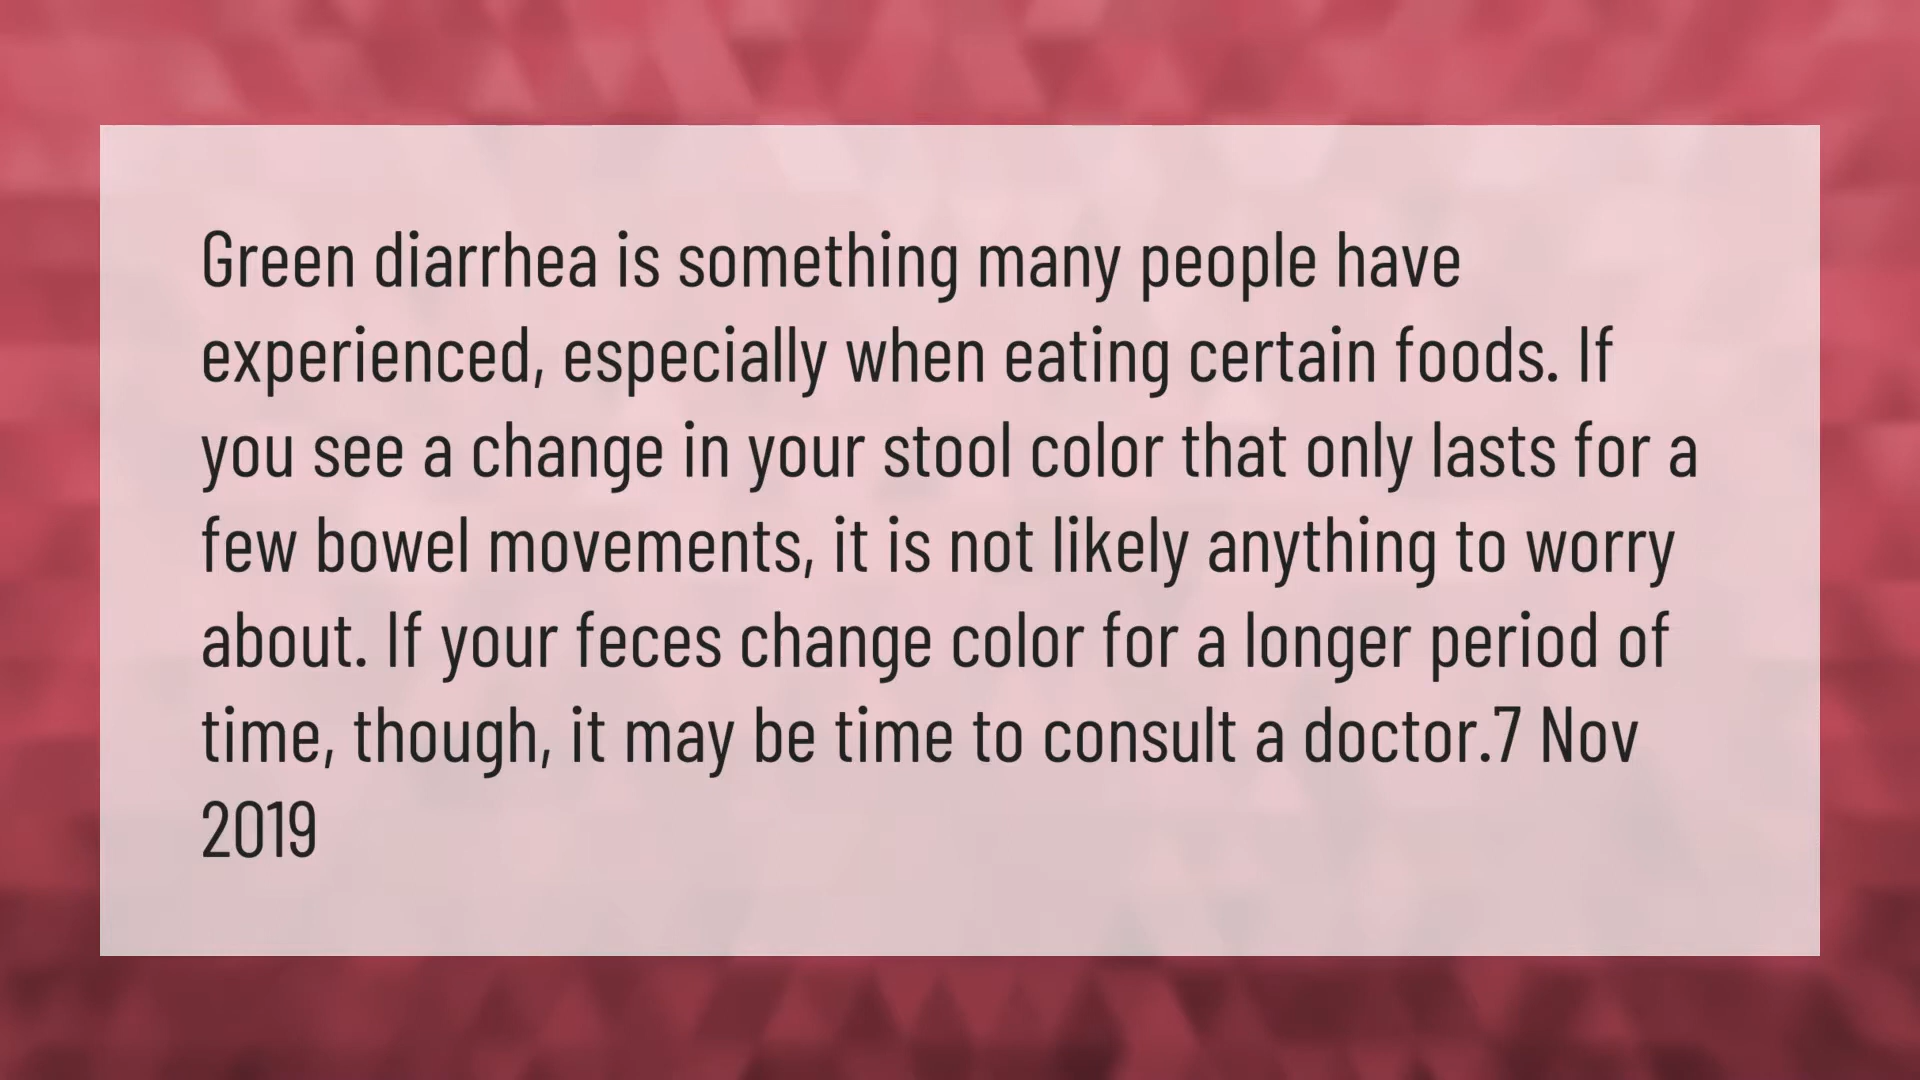 Green diarrhea is something many people have
experienced, especially when eating certain foods. If
you see a change in your stool color that only lasts for a
few bowel movements, it is not likely anything to worry
about. If your feces change color for a longer period of
time, though, it may be time to consult a doctor.7 Nov
2019